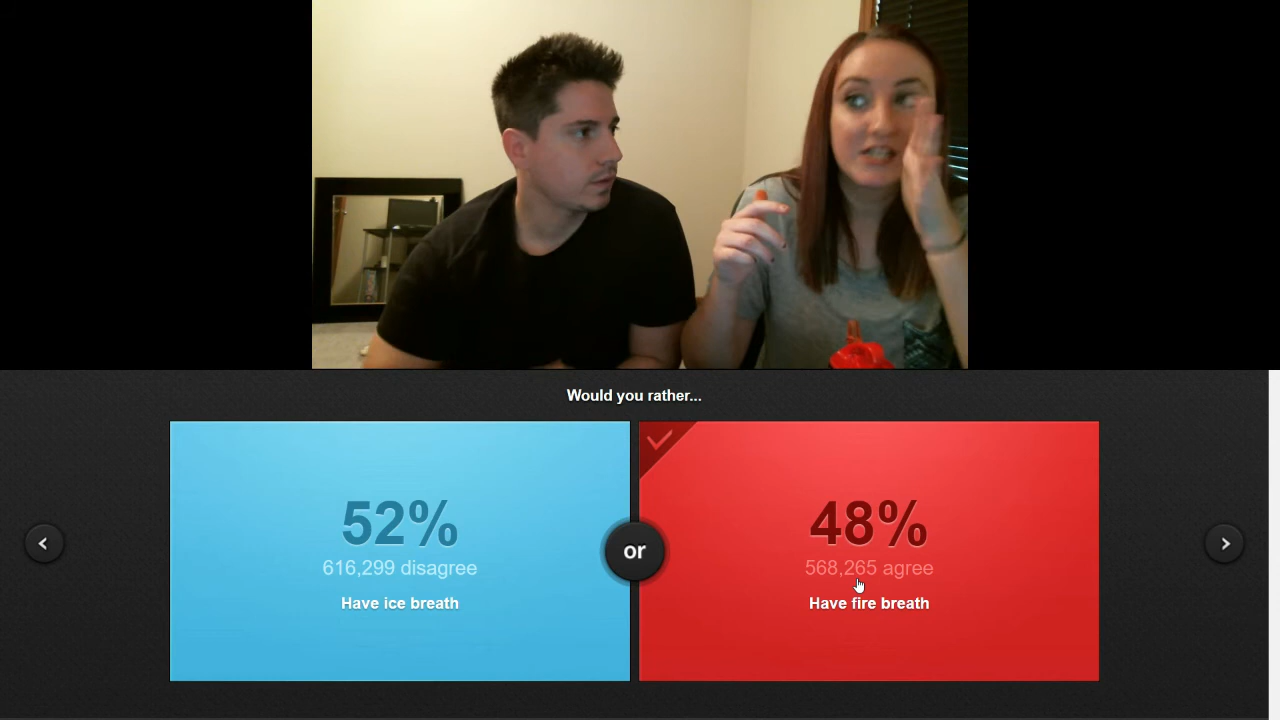 Would you rather...
52%
616,299 disagree
Have ice breath
or
48%
568,265 agree
Have fire breath